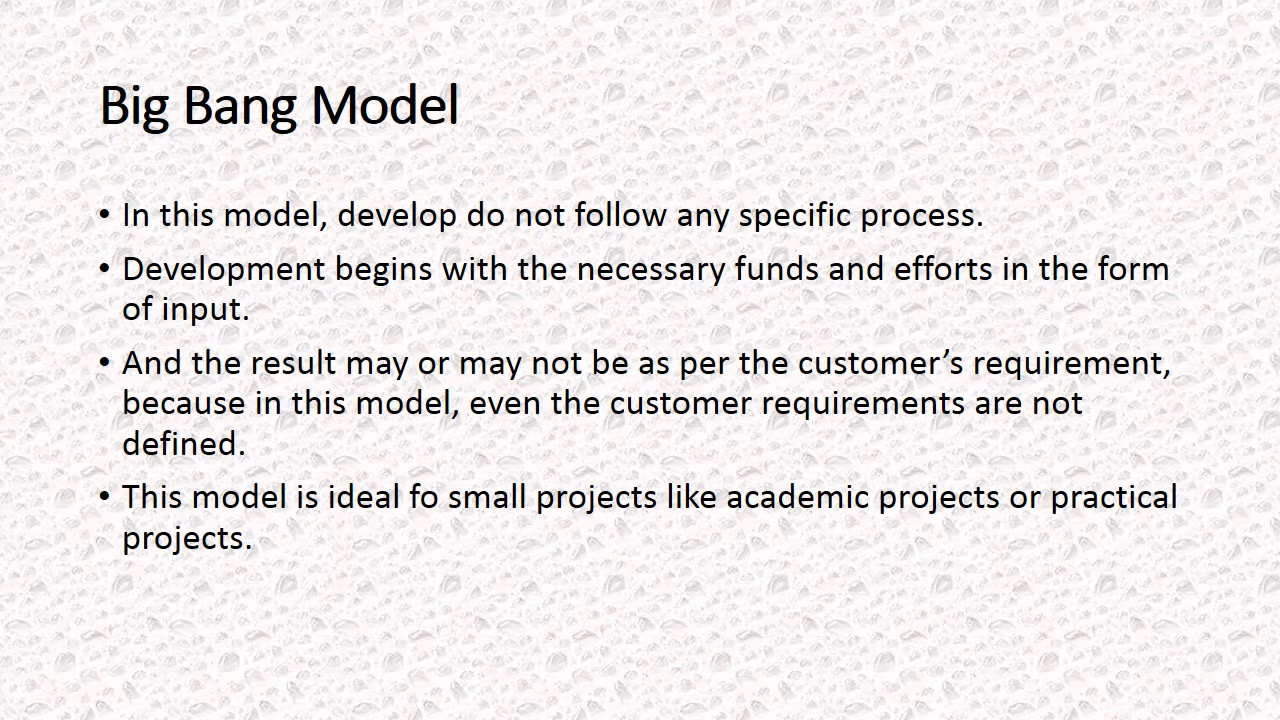 Big Bang Model
• In this model, develop do not follow any specific process.
• Development begins with the necessary funds and efforts in the form
of input.
• And the result may or may not be as per the customer’s requirement,
because in this model, even the customer requirements are not
defined.
• This model is ideal fo small projects like academic projects or practical
projects.